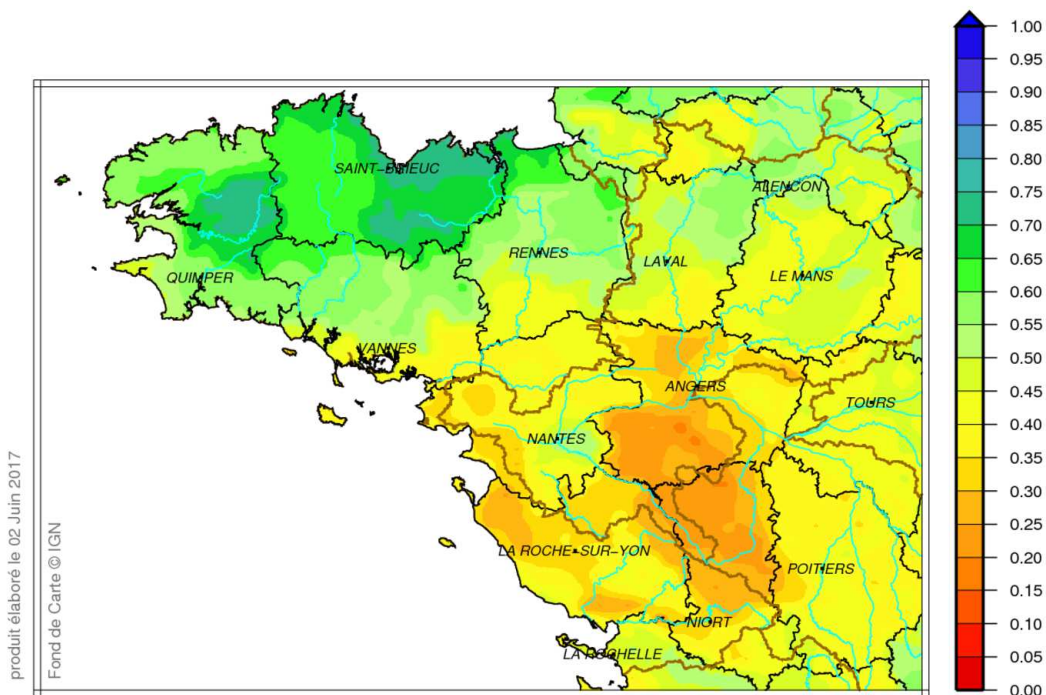 SAINT-BRIEUC
ALENCON
RENNES
LAVAL
QUIMPER
LE MANS
VANNES
ANGERS
TOURS
NANTES
LA ROCHE-SUR-YON
POITIERS
NIORT
LA ROCHELLE
produit élaboré le 02 Juin 2017
Fond de Carte © IGN
1.00
0.95
0.90
0.85
0.80
0.75
0.70
0.65
0.60
0.55
0.50
0.45
0.40
0.35
0.30
0.25
0.20
0.15
0.10
0.05
0.00